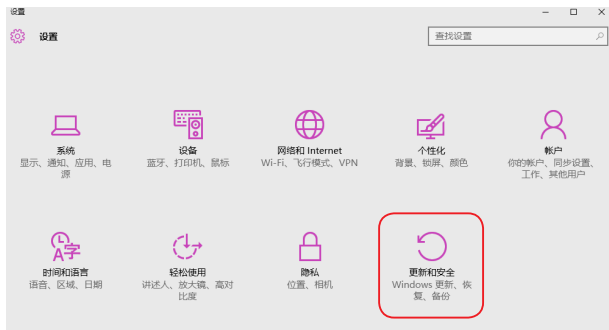 设置
设置
查找设置
系统
显示、通知、应用、电
源
设备
蓝牙、打印机、鼠标
网络和 Internet
Wi-Fi、飞行模式、VPN
个性化
背景、锁屏、颜色
帐户
你的帐户、同步设置、
工作、其他用户
A字
时间和语言
语音、区域、日期
轻松使用
讲述人、放大镜、高对
比度
隐私
位置、相机
更新和安全
Windows 更新、恢
复、备份